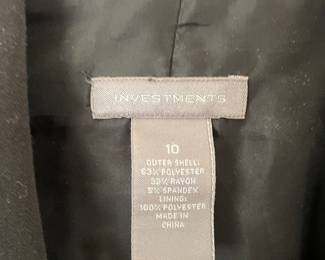 INVESTMENTS
10
OUTER SHELL:
63% POLYESTER
32% RAYON
5% SPANDEX
LINING:
100% POLYESTER
MADE IN
CHINA